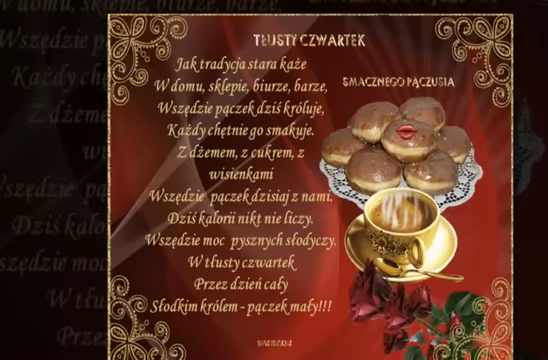 TŁUSTY CZWARTEK
Jak tradycja stara każe
W domu, sklepie, biurze, barze,
Wszędzie pączek dziś króluje,
Każdy chętnie go smakuje.
Z dżemem, z cukrem, z
wisienkami
Wszędzie pączek dzisiaj z nami.
Dziś kalorii nikt nie liczy,
Wszędzie moc pysznych słodyczy.
W tłusty czwartek
Przez dzień cały
Słodkim królem - pączek mały!!!
wanessa
SMACZNEGO PĄCZUSIA